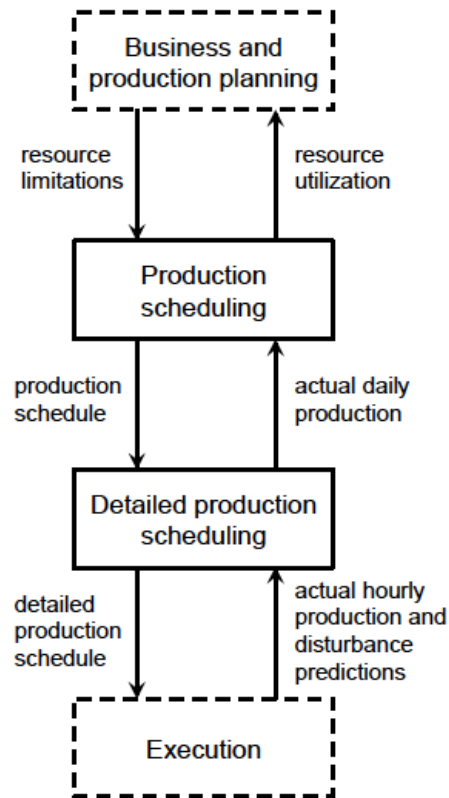 Business and
production planning
resource
limitations
resource
utilization
Production
scheduling
production
schedule
actual daily
production
Detailed production
scheduling
detailed
production
schedule
actual hourly
production and
disturbance
predictions
Execution